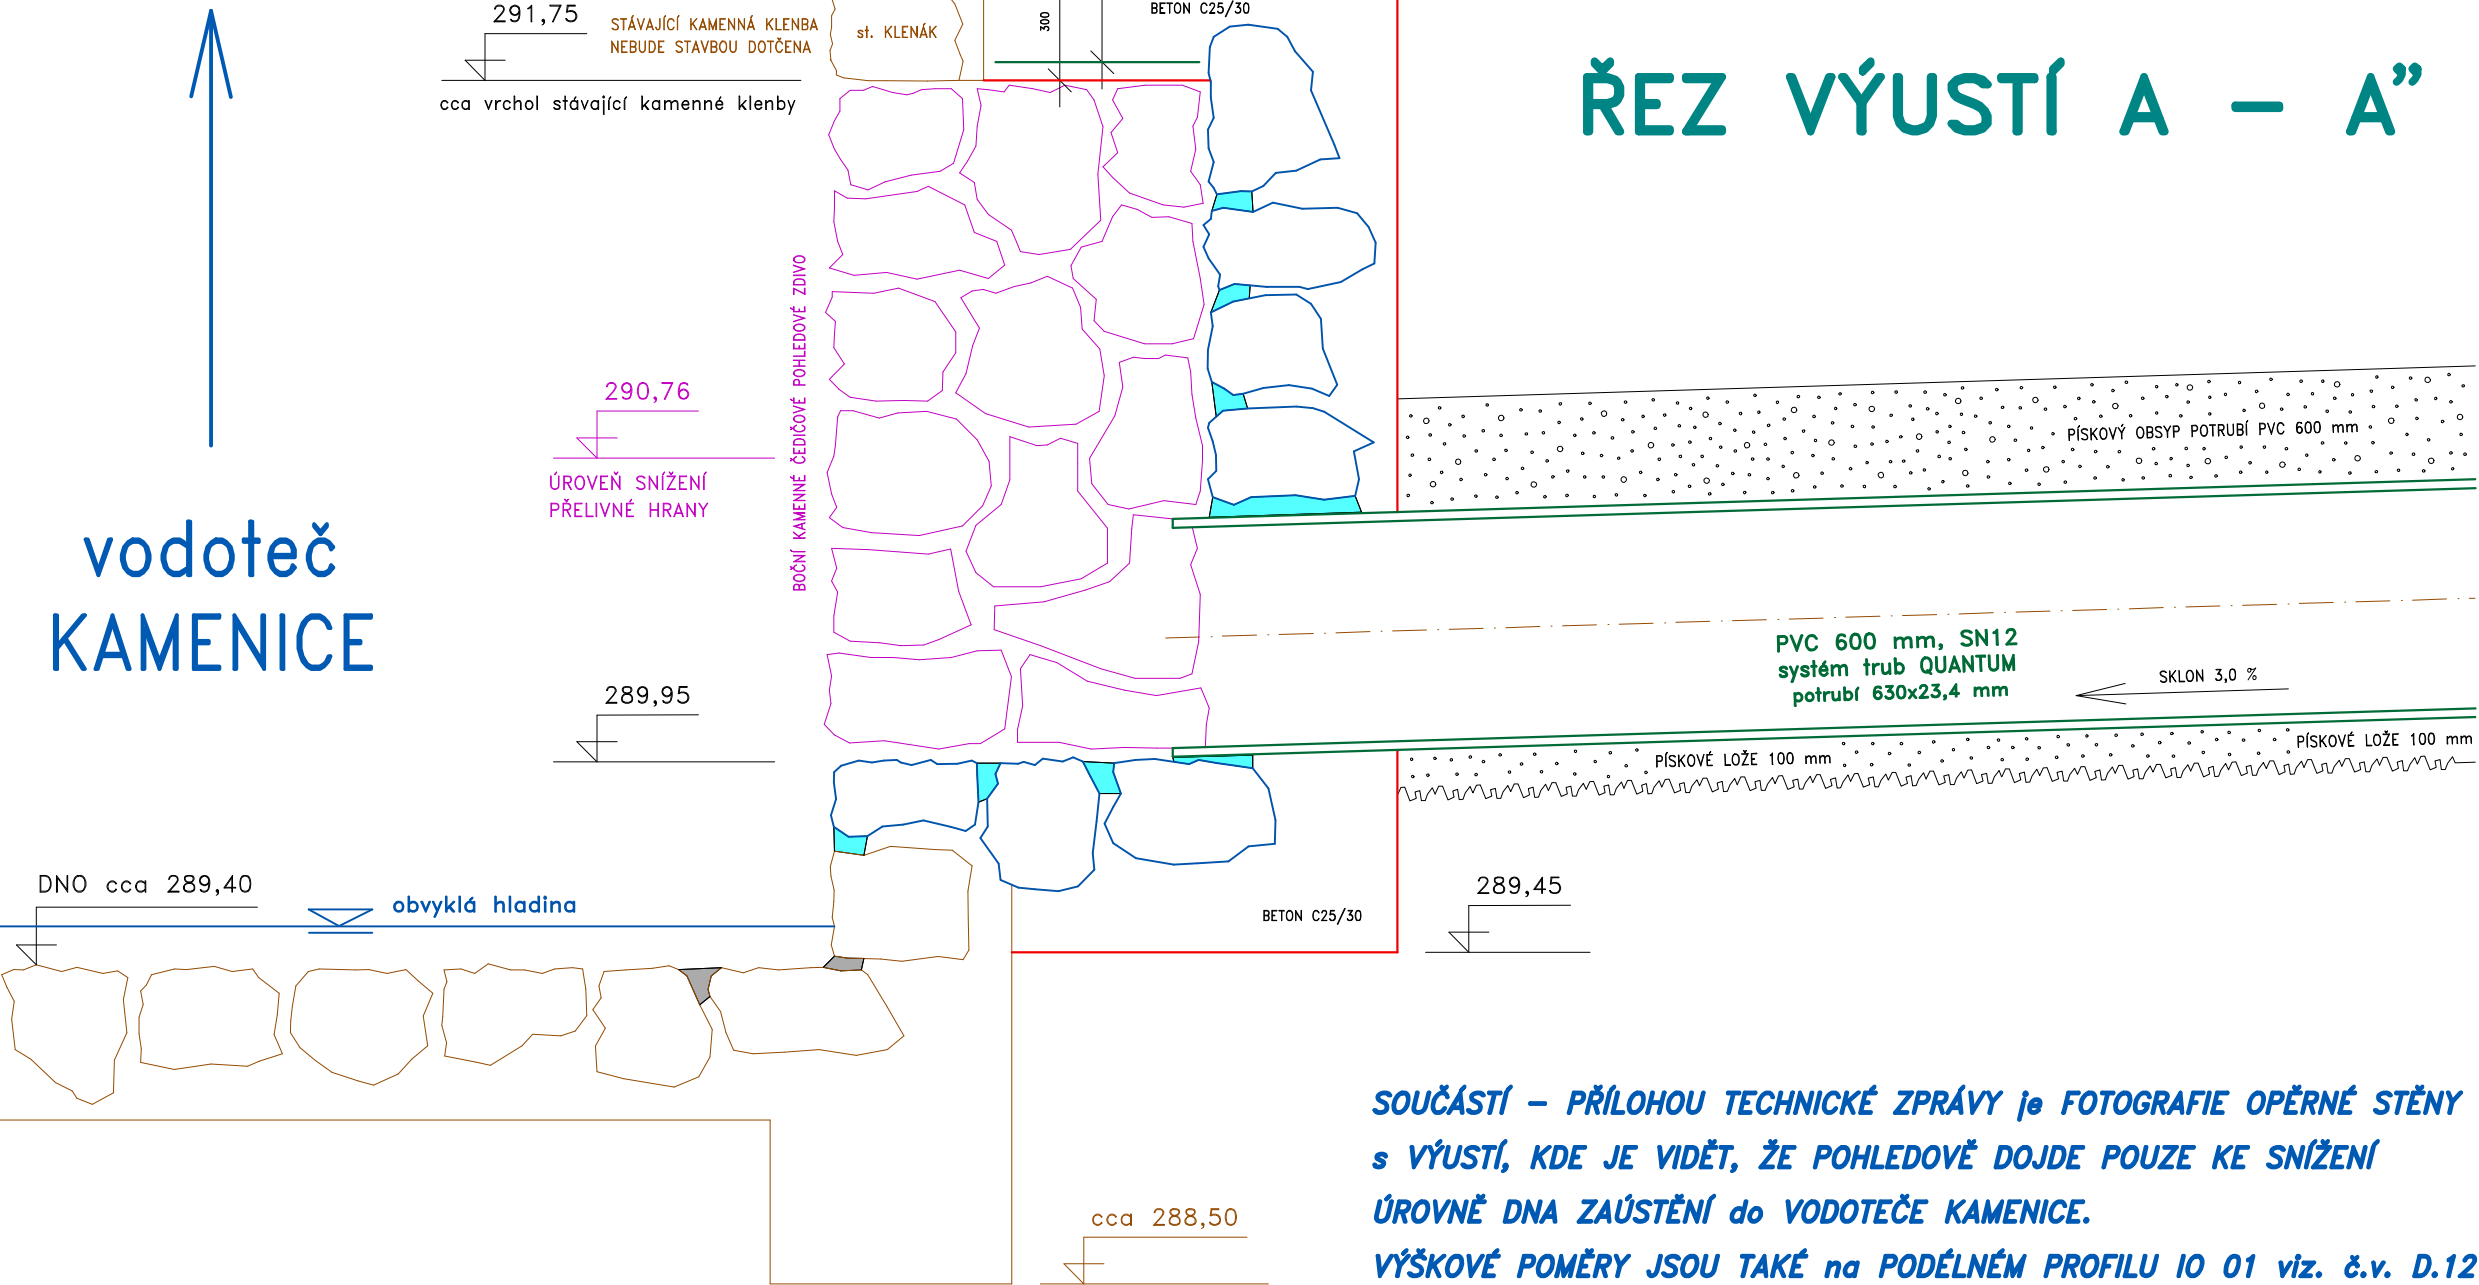 291,75
STÁVAJÍCÍ KAMENNÁ KLENBA
NEBUDE STAVBOU DOTČENA
st. KLENÁK
300
BETON C25/30
cca vrchol stávající kamenné klenby
ŘEZ VÝUSTÍ A – A"
BOČNÍ KAMENNÉ ČEDIČOVÉ POHLEDOVÉ ZDIVO
290,76
ÚROVEŇ SNÍŽENÍ
PŘELIVNÉ HRANY
PÍSKOVÝ OBSYP POTRUBÍ PVC 600 mm
vodoteč
KAMENICE
PVC 600 mm, SN12
systém trub QUANTUM
potrubí 630x23,4 mm
SKLON 3,0 %
289,95
PÍSKOVÉ LOŽE 100 mm
PÍSKOVÉ LOŽE 100 mm
DNO cca 289,40
obvyklá hladina
BETON C25/30
289,45
SOUČÁSTÍ – PŘÍLOHOU TECHNICKÉ ZPRÁVY je FOTOGRAFIE OPĚRNÉ STĚNY
s VÝUSTÍ, KDE JE VIDĚT, ŽE POHLEDOVĚ DOJDE POUZE KE SNÍŽENÍ
ÚROVNĚ DNA ZAÚSTĚNÍ do VODOTEČE KAMENICE.
VÝŠKOVÉ POMĚRY JSOU TAKÉ na PODÉLNÉM PROFILU IO 01 viz. č.v. D.12
cca 288,50